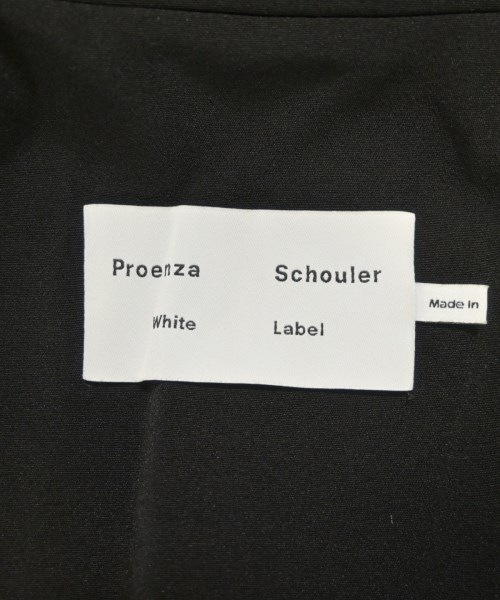 Proenza Schouler
White Label
Made in